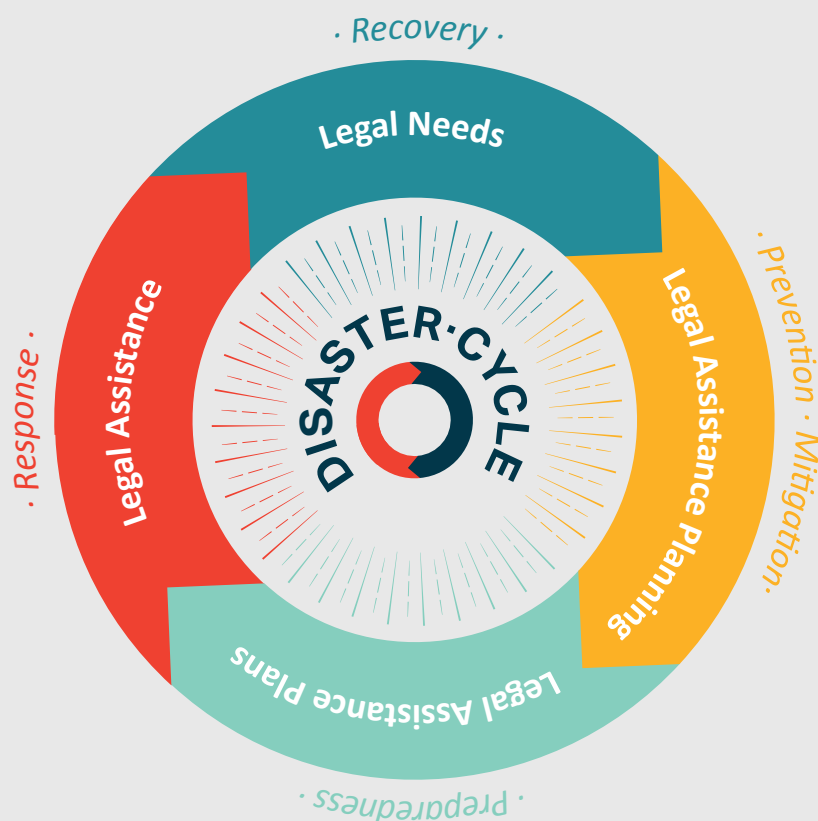 · Recovery ·
Legal Needs
· Prevention · Mitigation·
Legal Assistance Planning
· Preparedness ·
Legal Assistance Plans
· Response ·
Legal Assistance
DISASTER·CYCLE